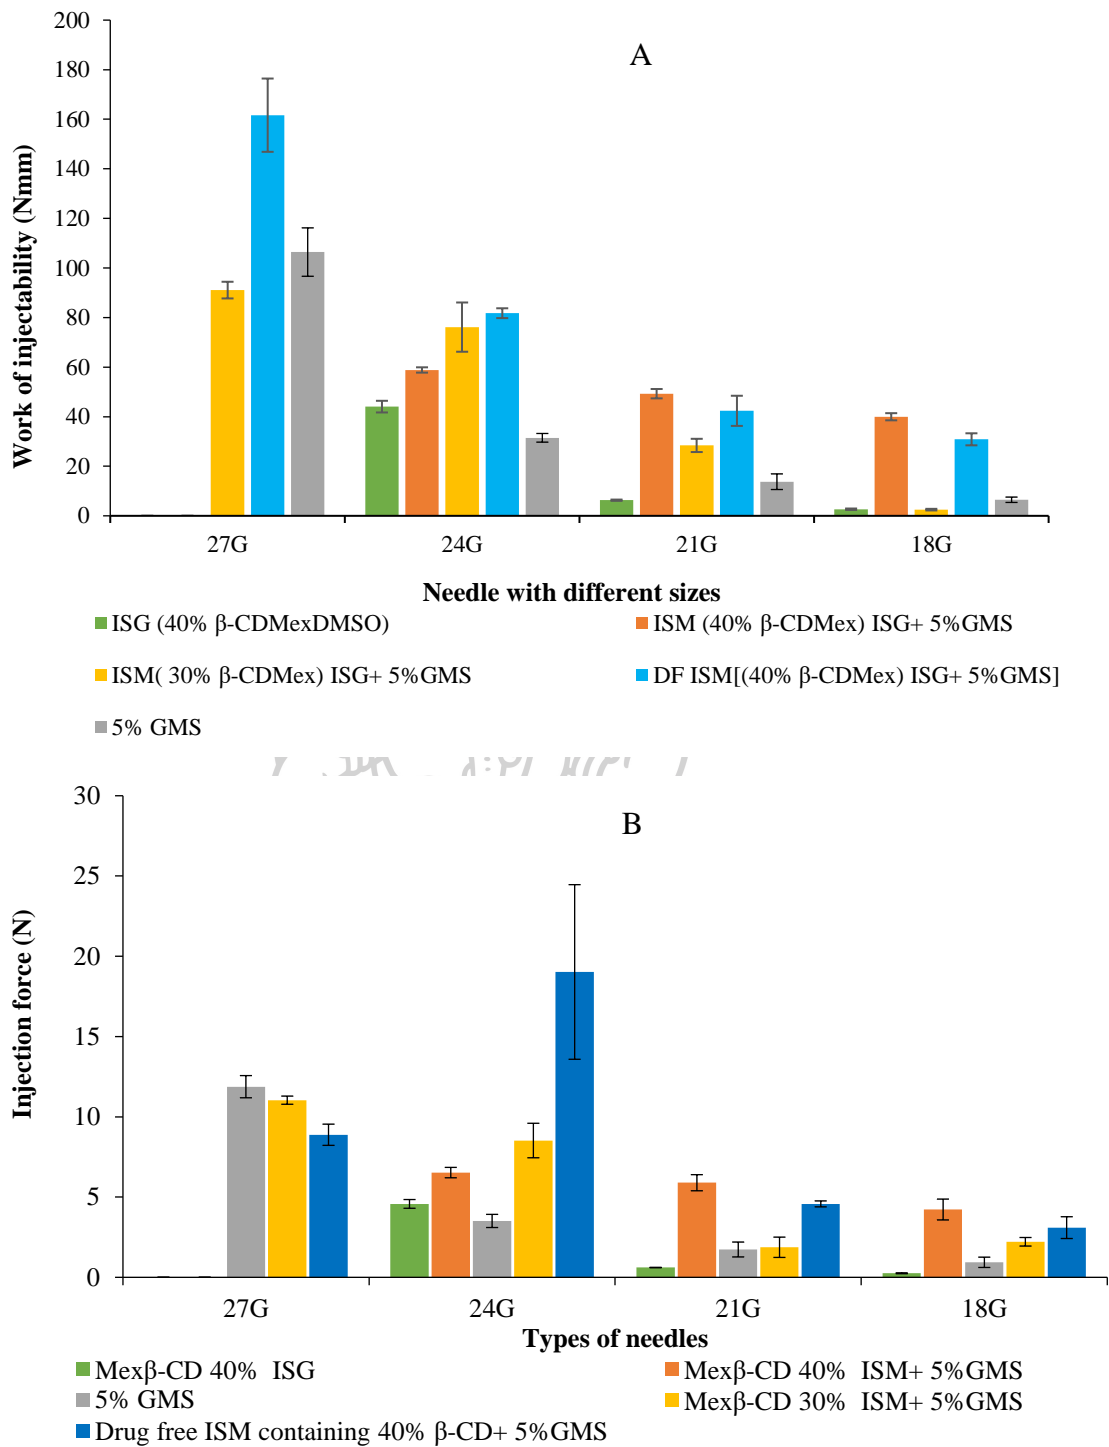 A
200
180
160
140
120
100
80
60
40
20
0
Work of injectability (Nmm)
27G 24G 21G 18G
Needle with different sizes
ISG (40% β-CDMexDMSO) ISM (40% β-CDMex) ISG+ 5%GMS
ISM( 30% β-CDMex) ISG+ 5%GMS DF ISM[(40% β-CDMex) ISG+ 5%GMS]
5% GMS
B
30
25
20
15
10
5
0
Injection force (N)
27G 24G 21G 18G
Types of needles
Mexβ-CD 40% ISG Mexβ-CD 40% ISM+ 5%GMS
5% GMS Mexβ-CD 30% ISM+ 5%GMS
Drug free ISM containing 40% β-CD+ 5%GMS